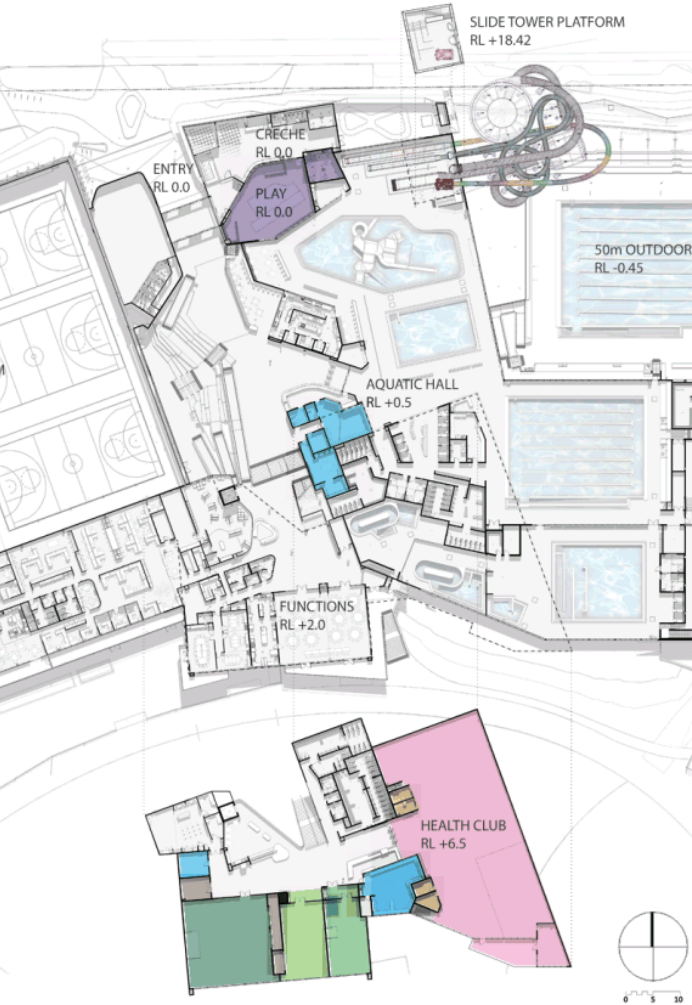 SLIDE TOWER PLATFORM
RL +18.42
CRECHE
RL 0.0
ENTRY
RL 0.0
PLAY
RL 0.0
50m OUTDOOR
RL -0.45
M
AQUATIC HALL
RL +0.5
FUNCTIONS
RL +2.0
HEALTH CLUB
RL +6.5
0 5 10